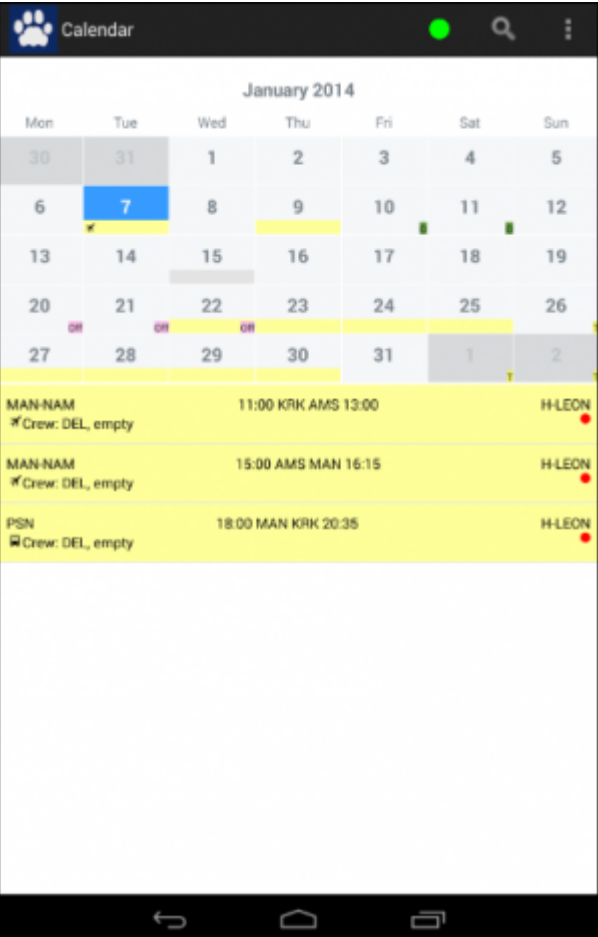 Calendar
January 2014
Mon Tue Wed Thu Fri Sat Sun
30 31 1 2 3 4 5
6 7 8 9 10 11 12
13 14 15 16 17 18 19
20 21 22 23 24 25 26
Off Off Off T
27 28 29 30 31 1 2
T T
MAN-NAM 11:00 KRK AMS 13:00 H-LEON
Crew: DEL, empty
MAN-NAM 15:00 AMS MAN 16:15 H-LEON
Crew: DEL, empty
PSN 18:00 MAN KRK 20:35 H-LEON
Crew: DEL, empty